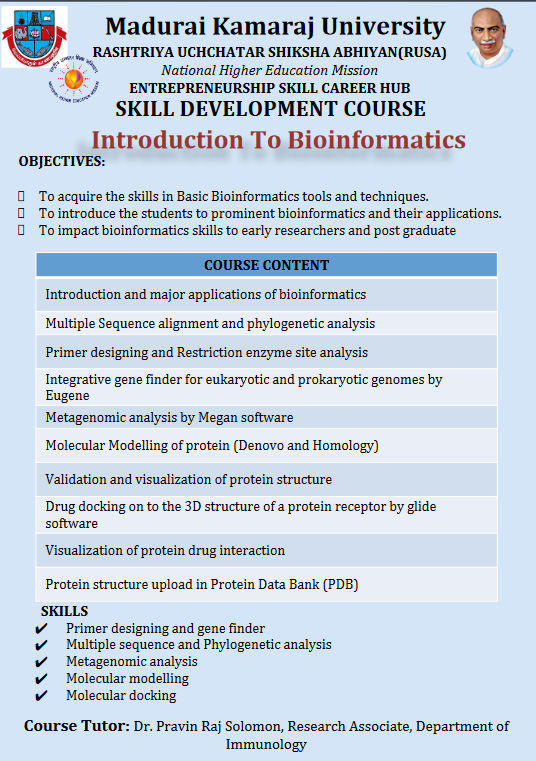 Madurai Kamaraj University
RASHTRIYA UCHCHATAR SHIKSHA ABHIYAN(RUSA)
National Higher Education Mission
ENTREPRENEURSHIP SKILL CAREER HUB
SKILL DEVELOPMENT COURSE
Introduction To Bioinformatics
OBJECTIVES:
To acquire the skills in Basic Bioinformatics tools and techniques.
To introduce the students to prominent bioinformatics and their applications.
To impact bioinformatics skills to early researchers and post graduate
COURSE CONTENT
Introduction and major applications of bioinformatics
Multiple Sequence alignment and phylogenetic analysis
Primer designing and Restriction enzyme site analysis
Integrative gene finder for eukaryotic and prokaryotic genomes by
Eugene
Metagenomic analysis by Megan software
Molecular Modelling of protein (Denovo and Homology)
Validation and visualization of protein structure
Drug docking on to the 3D structure of a protein receptor by glide
software
Visualization of protein drug interaction
Protein structure upload in Protein Data Bank (PDB)
SKILLS
✔ Primer designing and gene finder
✔ Multiple sequence and Phylogenetic analysis
✔ Metagenomic analysis
✔ Molecular modelling
✔ Molecular docking
Course Tutor: Dr. Pravin Raj Solomon, Research Associate, Department of
Immunology